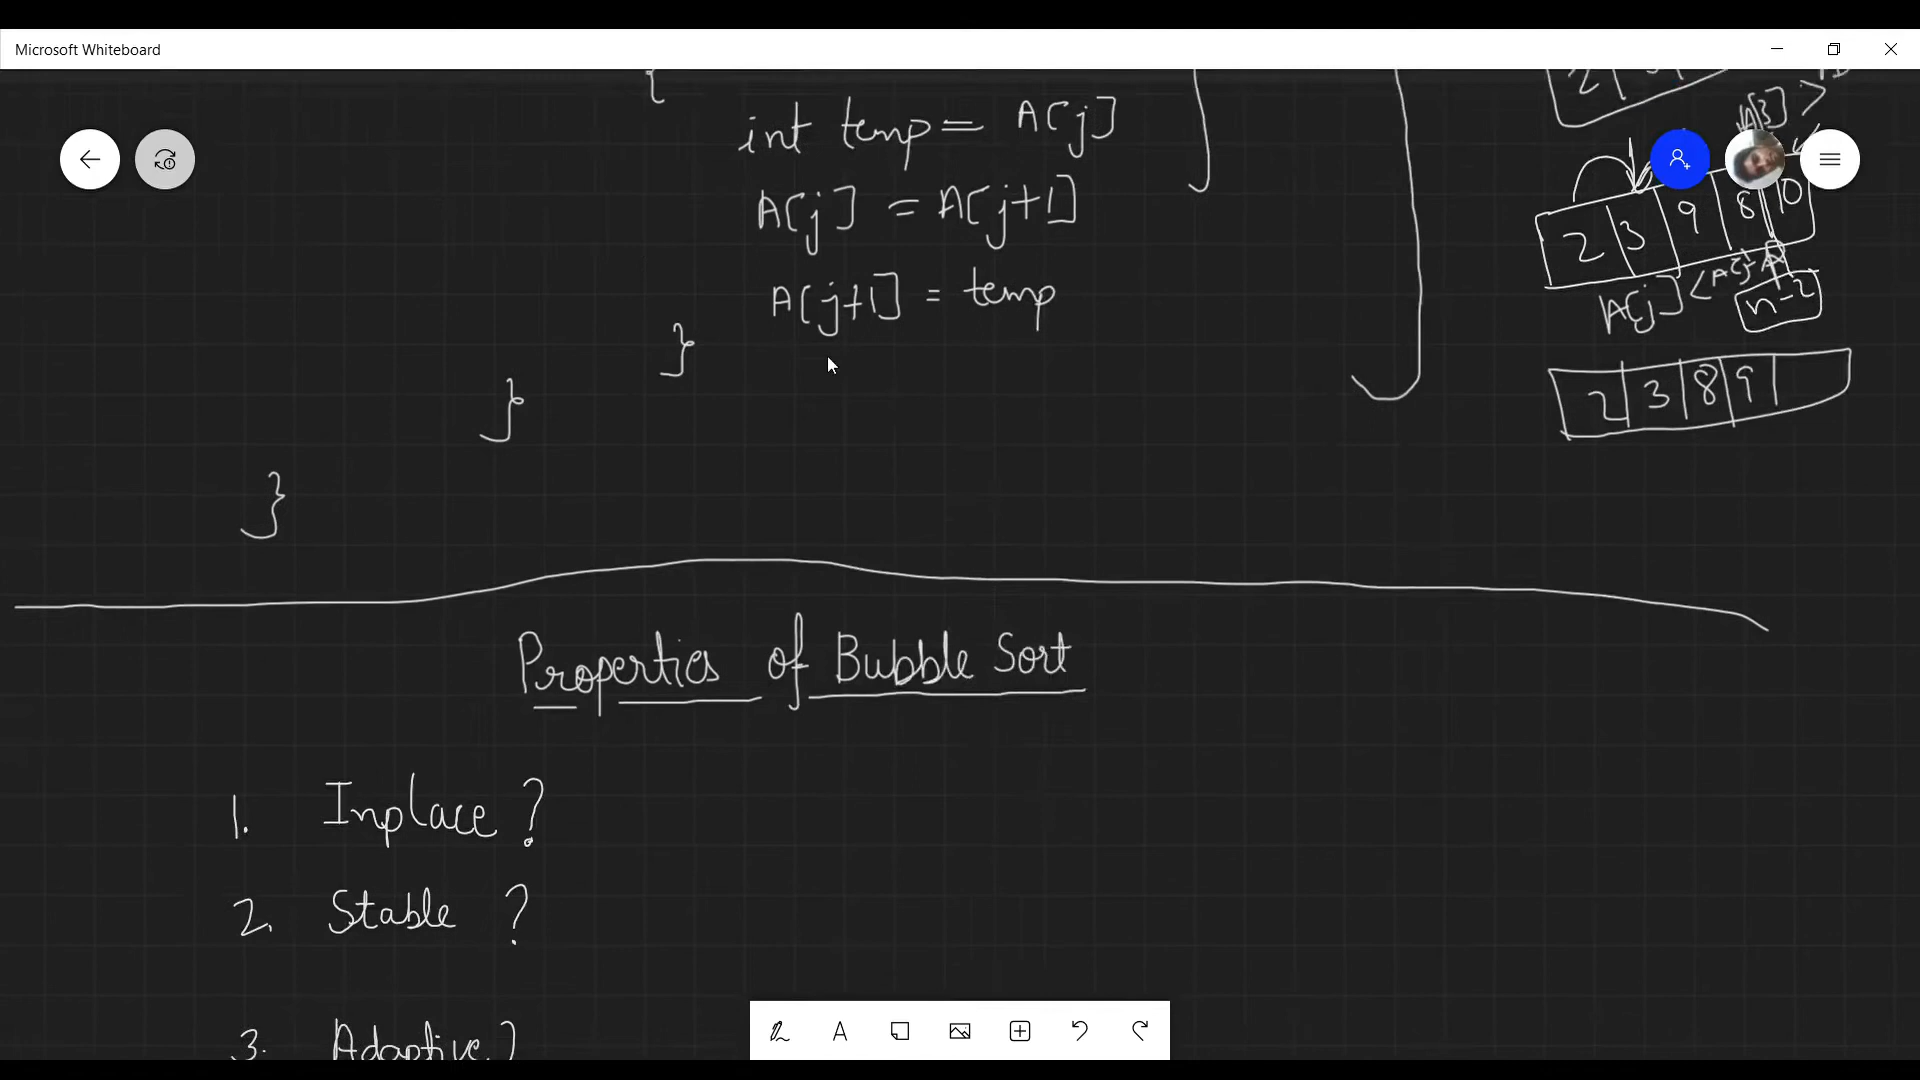 Microsoft Whiteboard
{
int temp = A[j]
A[j] = A[j+1]
A[j+1] = temp
}
}
}
A[3] >
2 3 9 8 10
A[j] <
n-2
2 3 8 9
Properties of Bubble Sort
1. Inplace ?
2. Stable ?
3. Adaptive ?